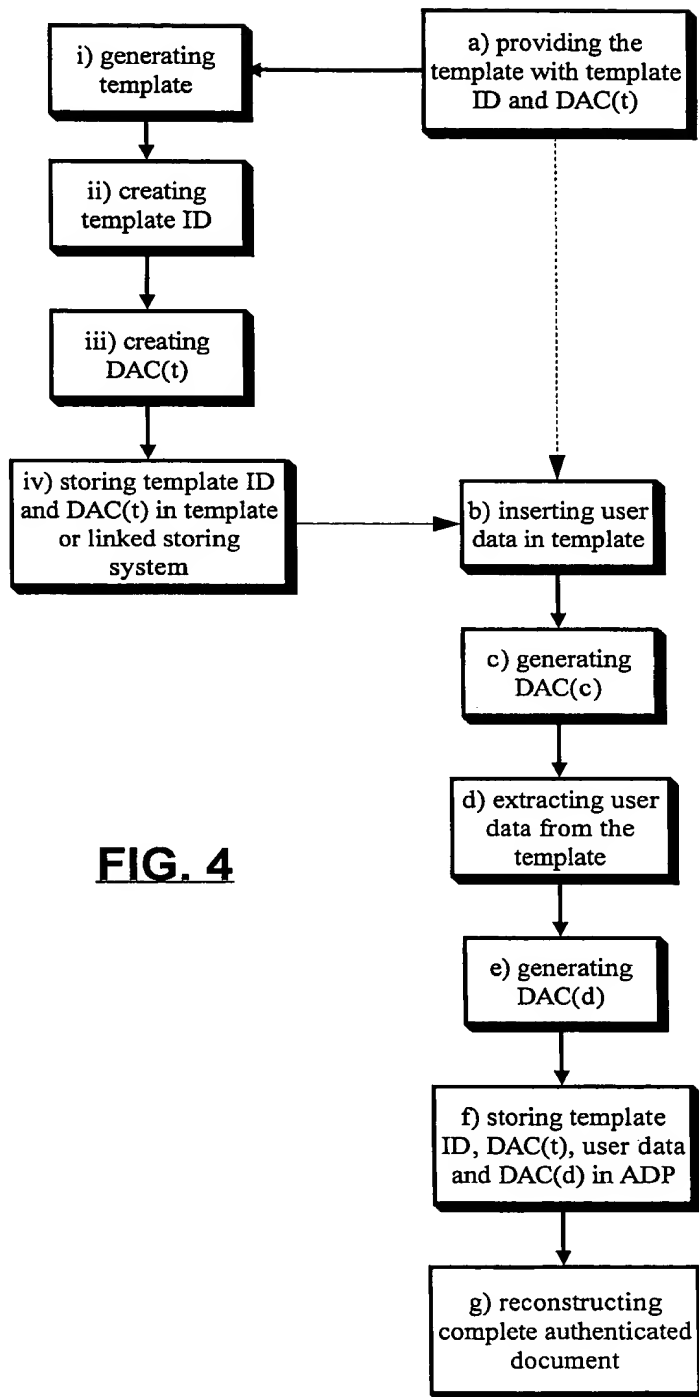 i) generating
template
a) providing the
template with template
ID and DAC(t)
ii) creating
template ID
iii) creating
DAC(t)
iv) storing template ID
and DAC(t) in template
or linked storing
system
b) inserting user
data in template
c) generating
DAC(c)
d) extracting user
data from the
template
FIG. 4
e) generating
DAC(d)
f) storing template
ID, DAC(t), user data
and DAC(d) in ADP
g) reconstructing
complete authenticated
document